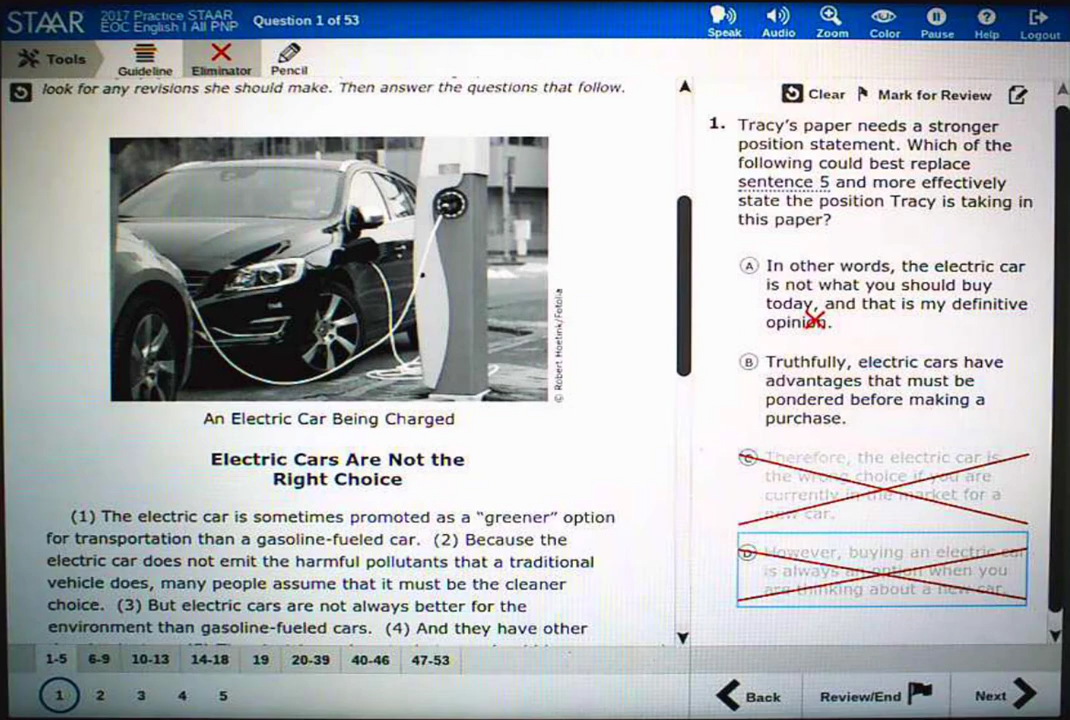 STAAR 2017 Practice STAAR
EOC English I All PNP Question 1 of 53
Speak Audio Zoom Color Pause Help Logout
Tools Guideline Eliminator Pencil
look for any revisions she should make. Then answer the questions that follow.
© Robert Hoetink/Fotolia
An Electric Car Being Charged
Electric Cars Are Not the
Right Choice
(1) The electric car is sometimes promoted as a “greener” option
for transportation than a gasoline-fueled car. (2) Because the
electric car does not emit the harmful pollutants that a traditional
vehicle does, many people assume that it must be the cleaner
choice. (3) But electric cars are not always better for the
environment than gasoline-fueled cars. (4) And they have other
Clear Mark for Review
1. Tracy’s paper needs a stronger
position statement. Which of the
following could best replace
sentence 5 and more effectively
state the position Tracy is taking in
this paper?
A In other words, the electric car
is not what you should buy
today, and that is my definitive
opinion.
B Truthfully, electric cars have
advantages that must be
pondered before making a
purchase.
C Therefore, the electric car is
the wrong choice if you are
currently in the market for a
new car.
D However, buying an electric car
is always an option when you
are thinking about a new car.
1-5 6-9 10-13 14-18 19 20-39 40-46 47-53
1 2 3 4 5
Back Review/End Next